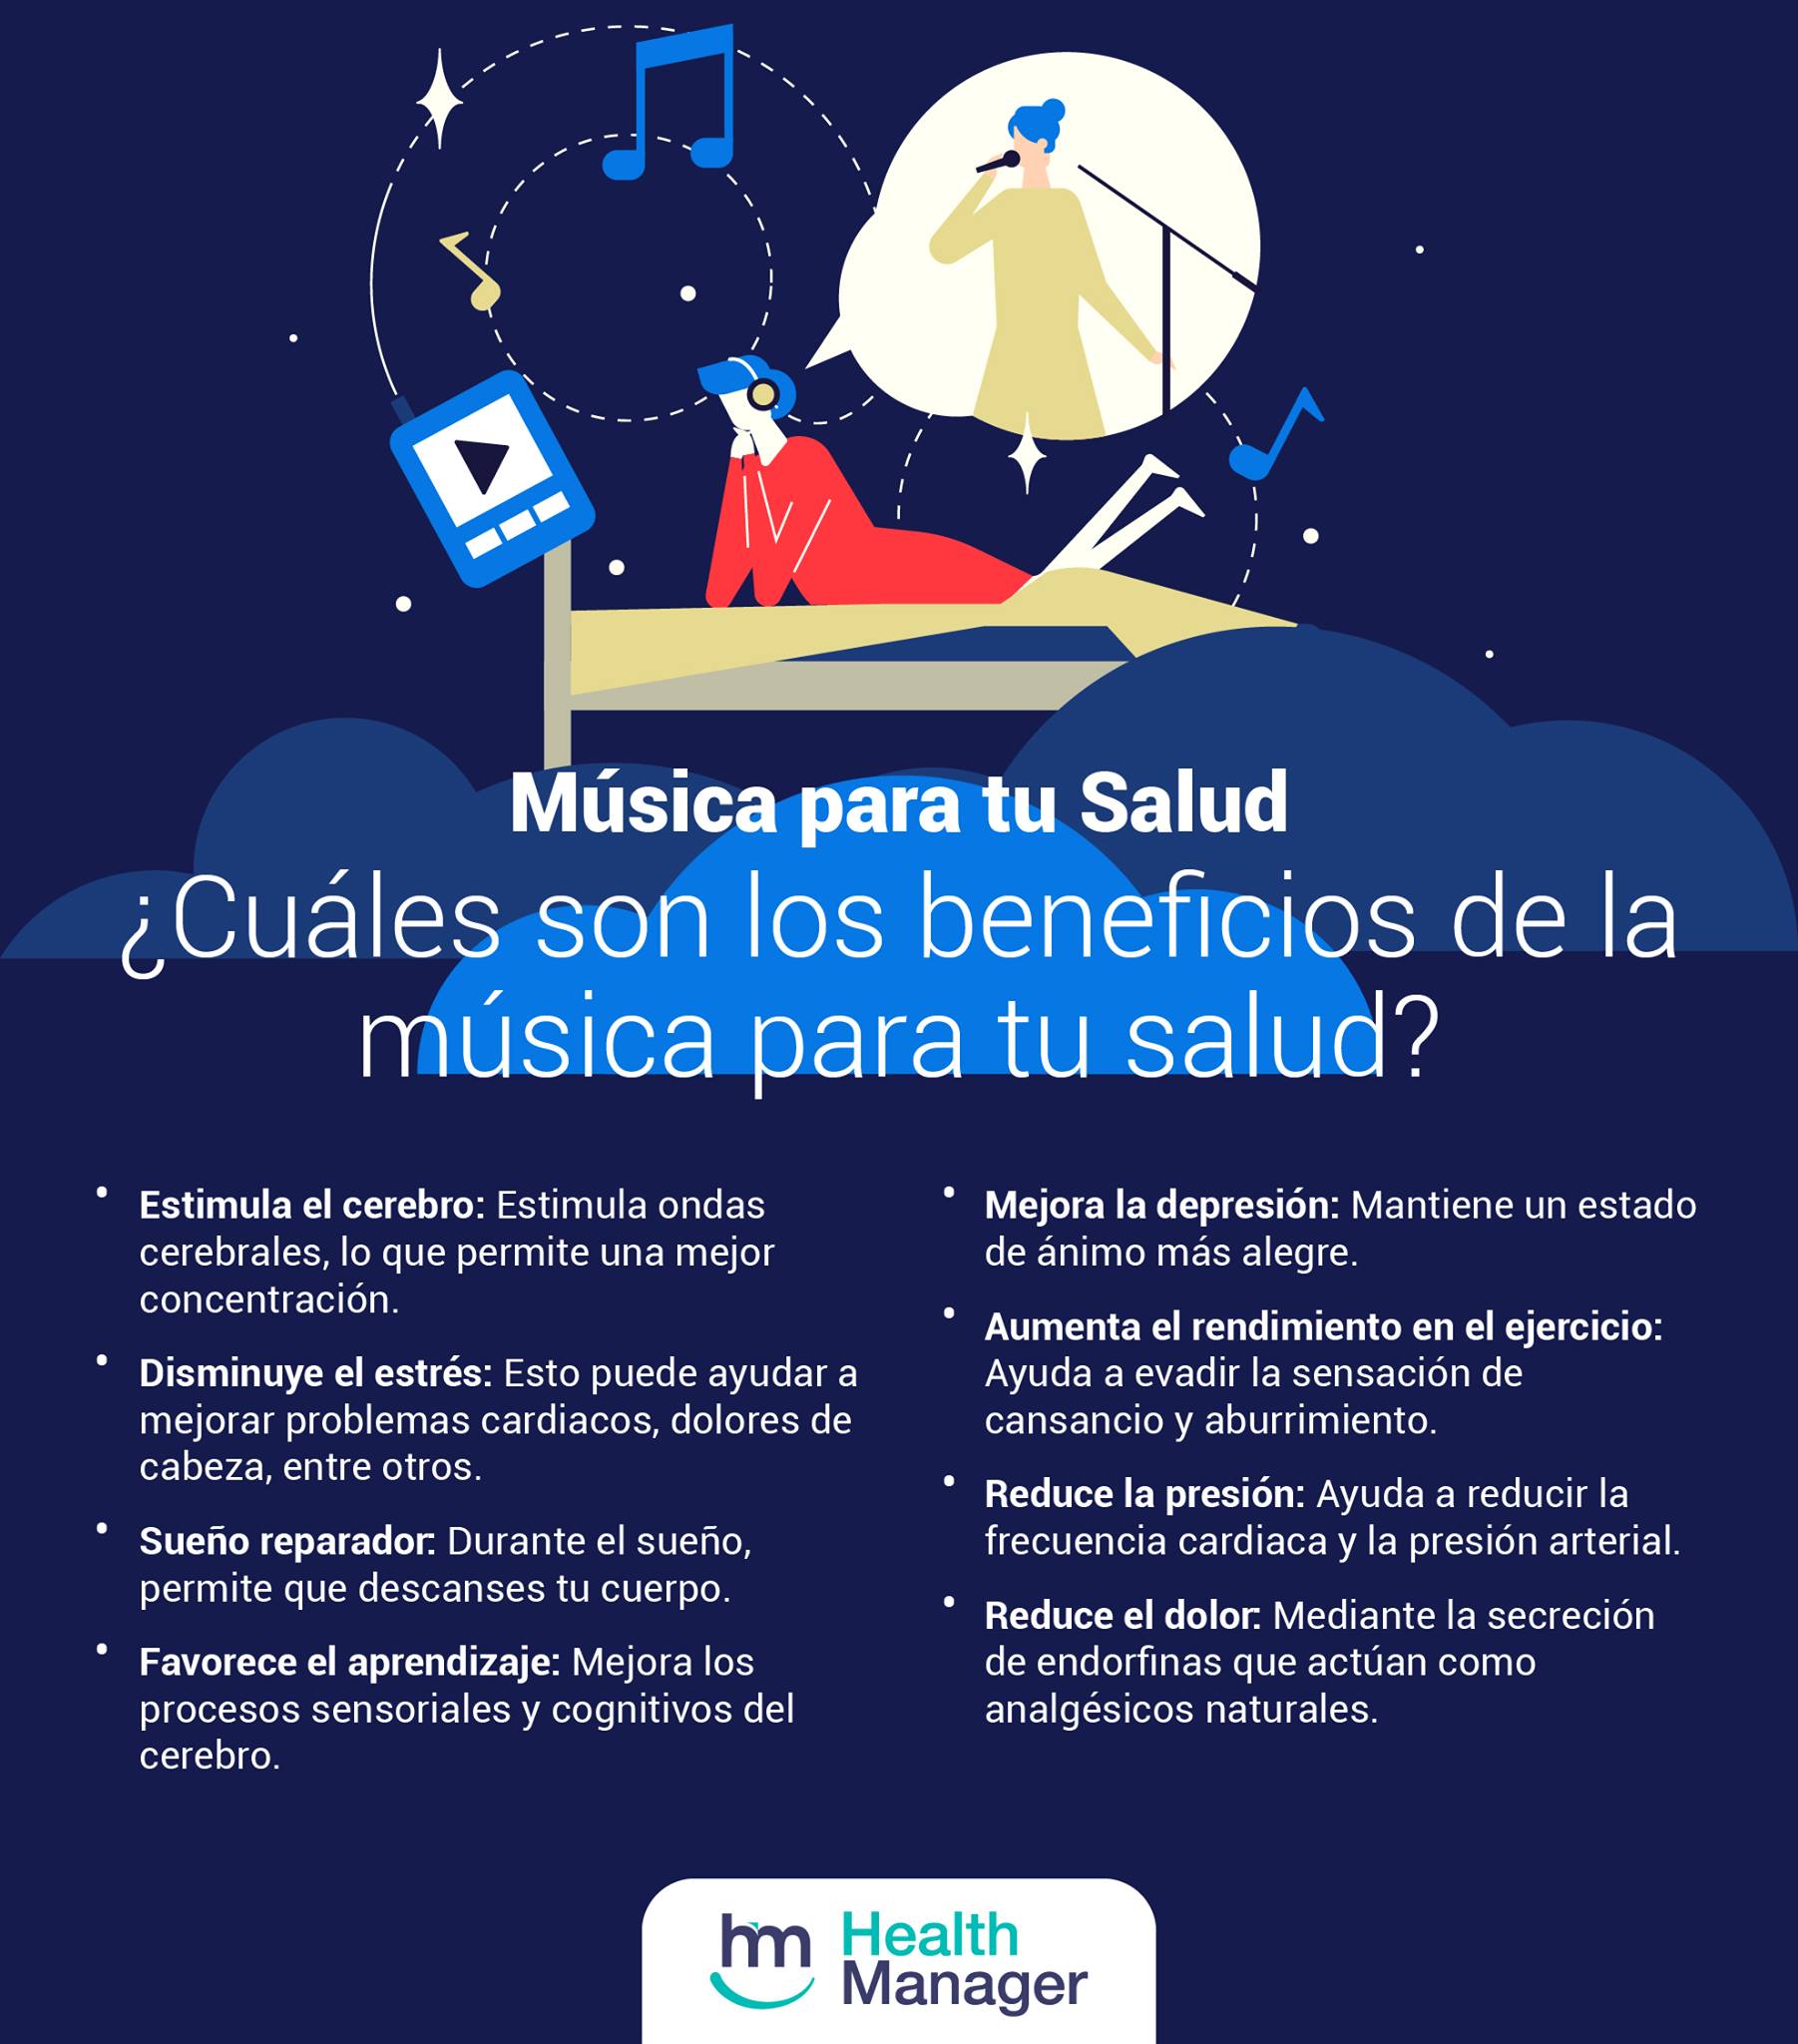 Música para tu Salud
¿Cuáles son los beneficios de la
música para tu salud?
• Estimula el cerebro: Estimula ondas
cerebrales, lo que permite una mejor
concentración.
• Disminuye el estrés: Esto puede ayudar a
mejorar problemas cardiacos, dolores de
cabeza, entre otros.
• Sueño reparador: Durante el sueño,
permite que descanses tu cuerpo.
• Favorece el aprendizaje: Mejora los
procesos sensoriales y cognitivos del
cerebro.
• Mejora la depresión: Mantiene un estado
de ánimo más alegre.
• Aumenta el rendimiento en el ejercicio:
Ayuda a evadir la sensación de
cansancio y aburrimiento.
• Reduce la presión: Ayuda a reducir la
frecuencia cardiaca y la presión arterial.
• Reduce el dolor: Mediante la secreción
de endorfinas que actúan como
analgésicos naturales.
hm
Health
Manager